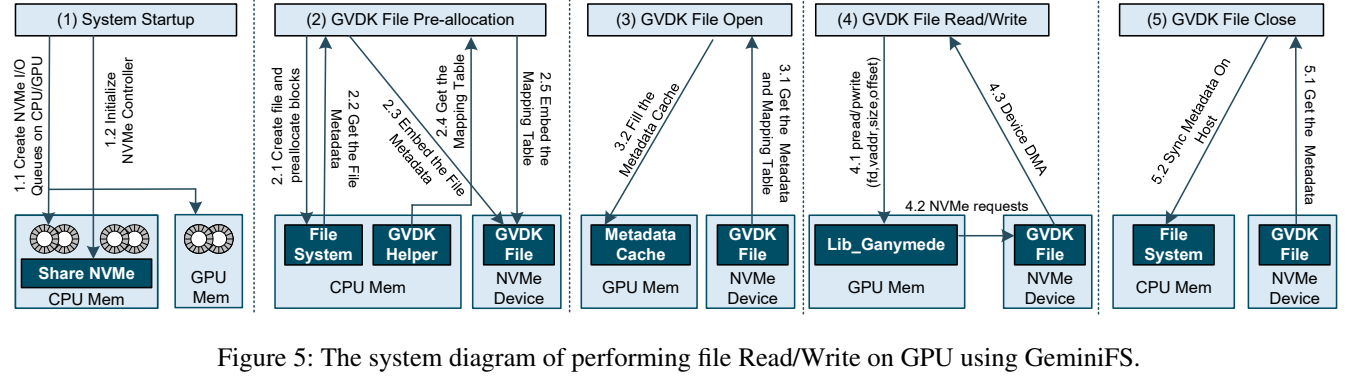 (1) System Startup
1.1 Create NVMe I/O
Queues on CPU/GPU
1.2 Initialize
NVMe Controller
Share NVMe
CPU Mem
GPU
Mem
(2) GVDK File Pre-allocation
2.1 Create file and
preallocate blocks
2.2 Get the File
Metadata
2.3 Embed the File
Metadata
2.4 Get the
Mapping Table
2.5 Embed the
Mapping Table
File
System
GVDK
Helper
CPU Mem
GVDK
File
NVMe
Device
(3) GVDK File Open
3.2 Fill the
Metadata Cache
3.1 Get the Metadata
and Mapping Table
Metadata
Cache
GPU Mem
GVDK
File
NVMe
Device
(4) GVDK File Read/Write
4.1 pread/pwrite
(fd,vaddr,size,offset)
4.3 Device DMA
4.2 NVMe requests
Lib_Ganymede
GPU Mem
GVDK
File
NVMe
Device
(5) GVDK File Close
5.2 Sync Metadata On
Host
5.1 Get the Metadata
File
System
CPU Mem
GVDK
File
NVMe
Device
Figure 5: The system diagram of performing file Read/Write on GPU using GeminiFS.